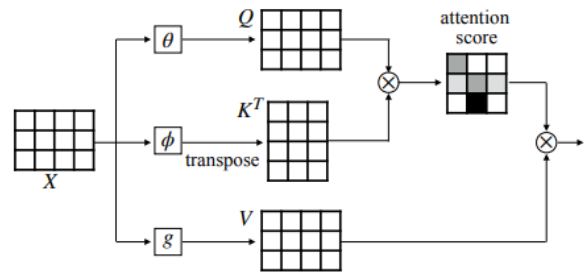 θ
Q
attention
score
⊗
K^T
ϕ
transpose
⊗
X
g
V